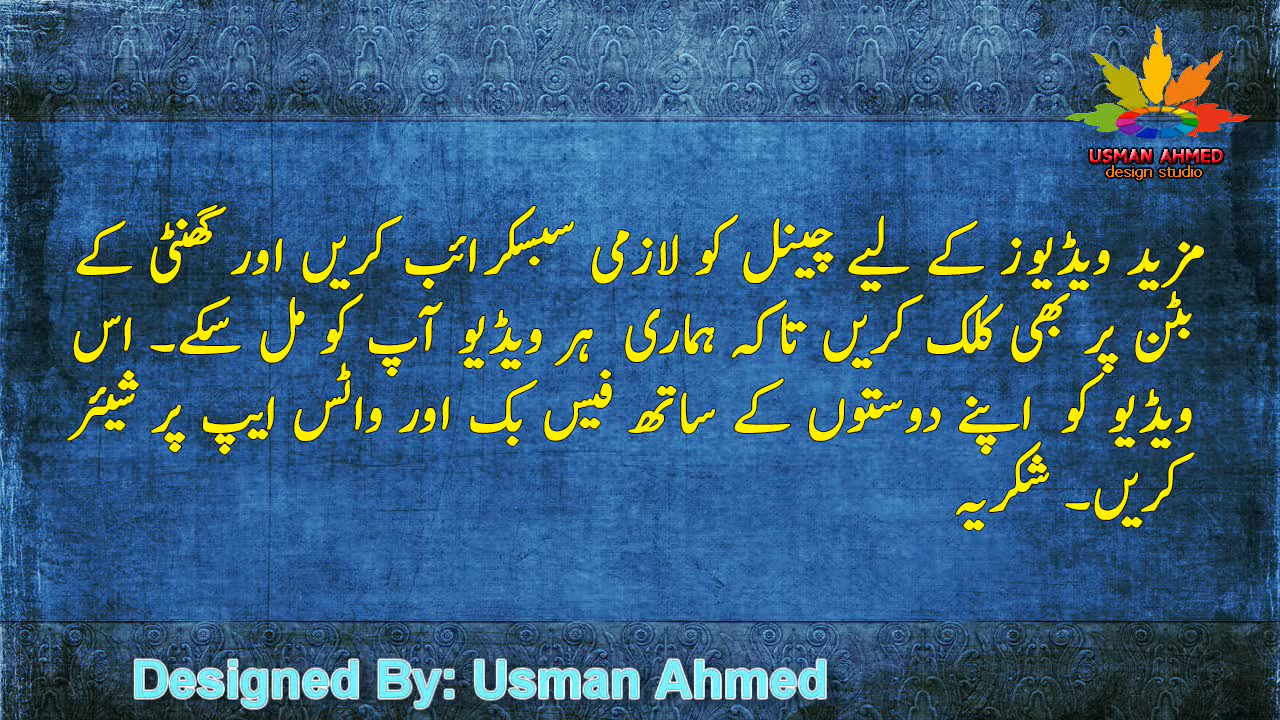 USMAN AHMED
design studio
مزید ویڈیوز کے لیے چینل کو لازمی سبسکرائب کریں اور گھنٹی کے
بٹن پر بھی کلک کریں تاکہ ہماری ہر ویڈیو آپ کو مل سکے۔ اس
ویڈیو کو اپنے دوستوں کے ساتھ فیس بک اور واٹس ایپ پر شیئر
کریں۔ شکریہ
Designed By: Usman Ahmed